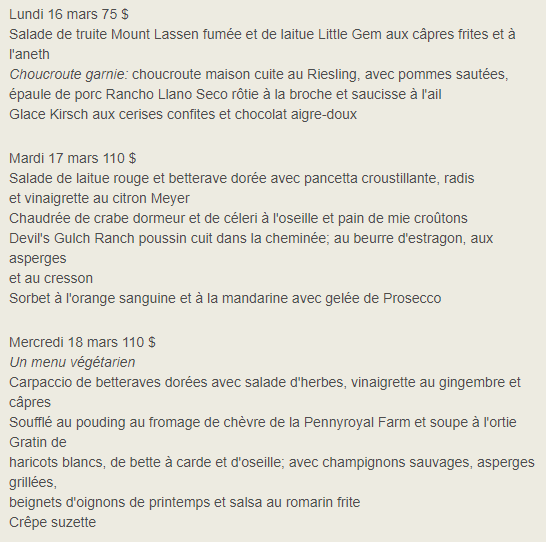 Lundi 16 mars 75 $
Salade de truite Mount Lassen fumée et de laitue Little Gem aux câpres frites et à
l'aneth
Choucroute garnie: choucroute maison cuite au Riesling, avec pommes sautées,
épaule de porc Rancho Llano Seco rôtie à la broche et saucisse à l'ail
Glace Kirsch aux cerises confites et chocolat aigre-doux
Mardi 17 mars 110 $
Salade de laitue rouge et betterave dorée avec pancetta croustillante, radis
et vinaigrette au citron Meyer
Chaudrée de crabe dormeur et de céleri à l'oseille et pain de mie croûtons
Devil's Gulch Ranch poussin cuit dans la cheminée; au beurre d'estragon, aux
asperges
et au cresson
Sorbet à l'orange sanguine et à la mandarine avec gelée de Prosecco
Mercredi 18 mars 110 $
Un menu végétarien
Carpaccio de betteraves dorées avec salade d'herbes, vinaigrette au gingembre et
câpres
Soufflé au pouding au fromage de chèvre de la Pennyroyal Farm et soupe à l'ortie
Gratin de
haricots blancs, de bette à carde et d'oseille; avec champignons sauvages, asperges
grillées,
beignets d'oignons de printemps et salsa au romarin frite
Crêpe suzette